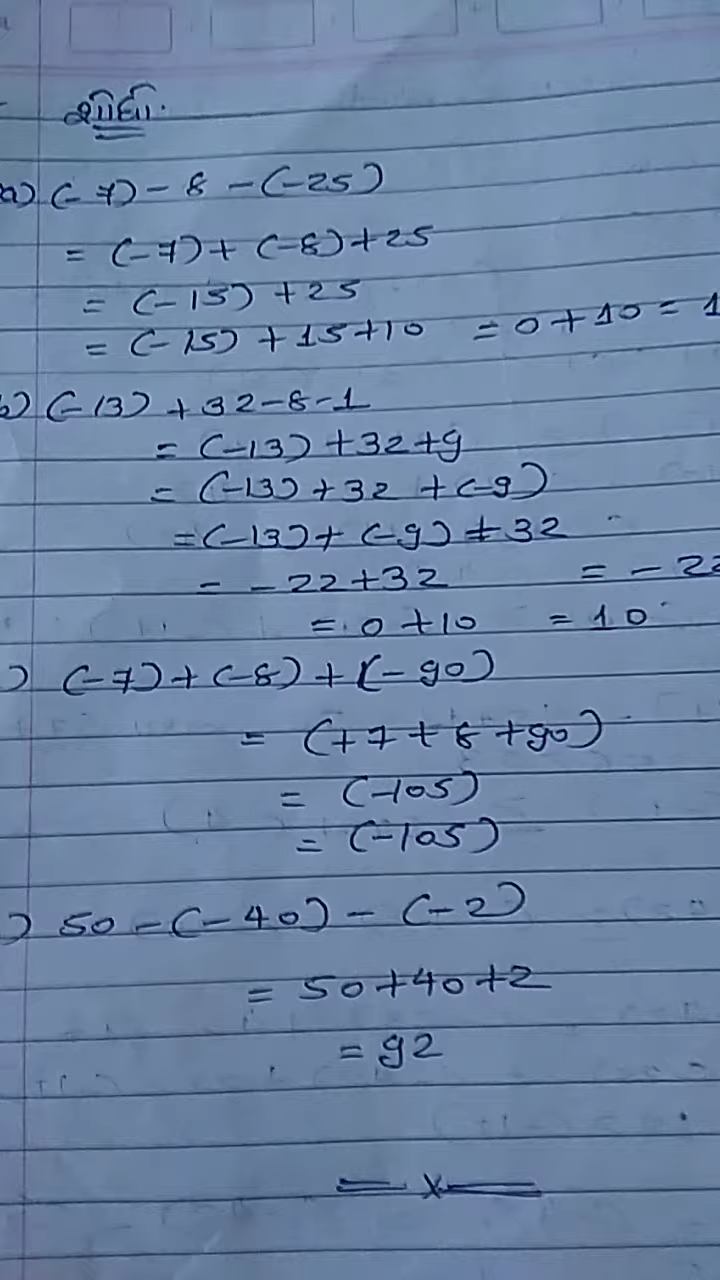 શોધો.
a) (-7) - 8 - (-25)
= (-7) + (-8) + 25
= (-15) + 25
= (-15) + 15 + 10 = 0 + 10 = 1
b) (-13) + 32 - 8 - 1
= (-13) + 32 + 9
= (-13) + 32 + (-9)
= (-13) + (-9) + 32
= - 22 + 32 = - 22
= 0 + 10 = 10
) (-7) + (-8) + (-90)
= (+7 + 8 + 90)
= (-105)
= (-105)
) 50 - (-40) - (-2)
= 50 + 40 + 2
= 92